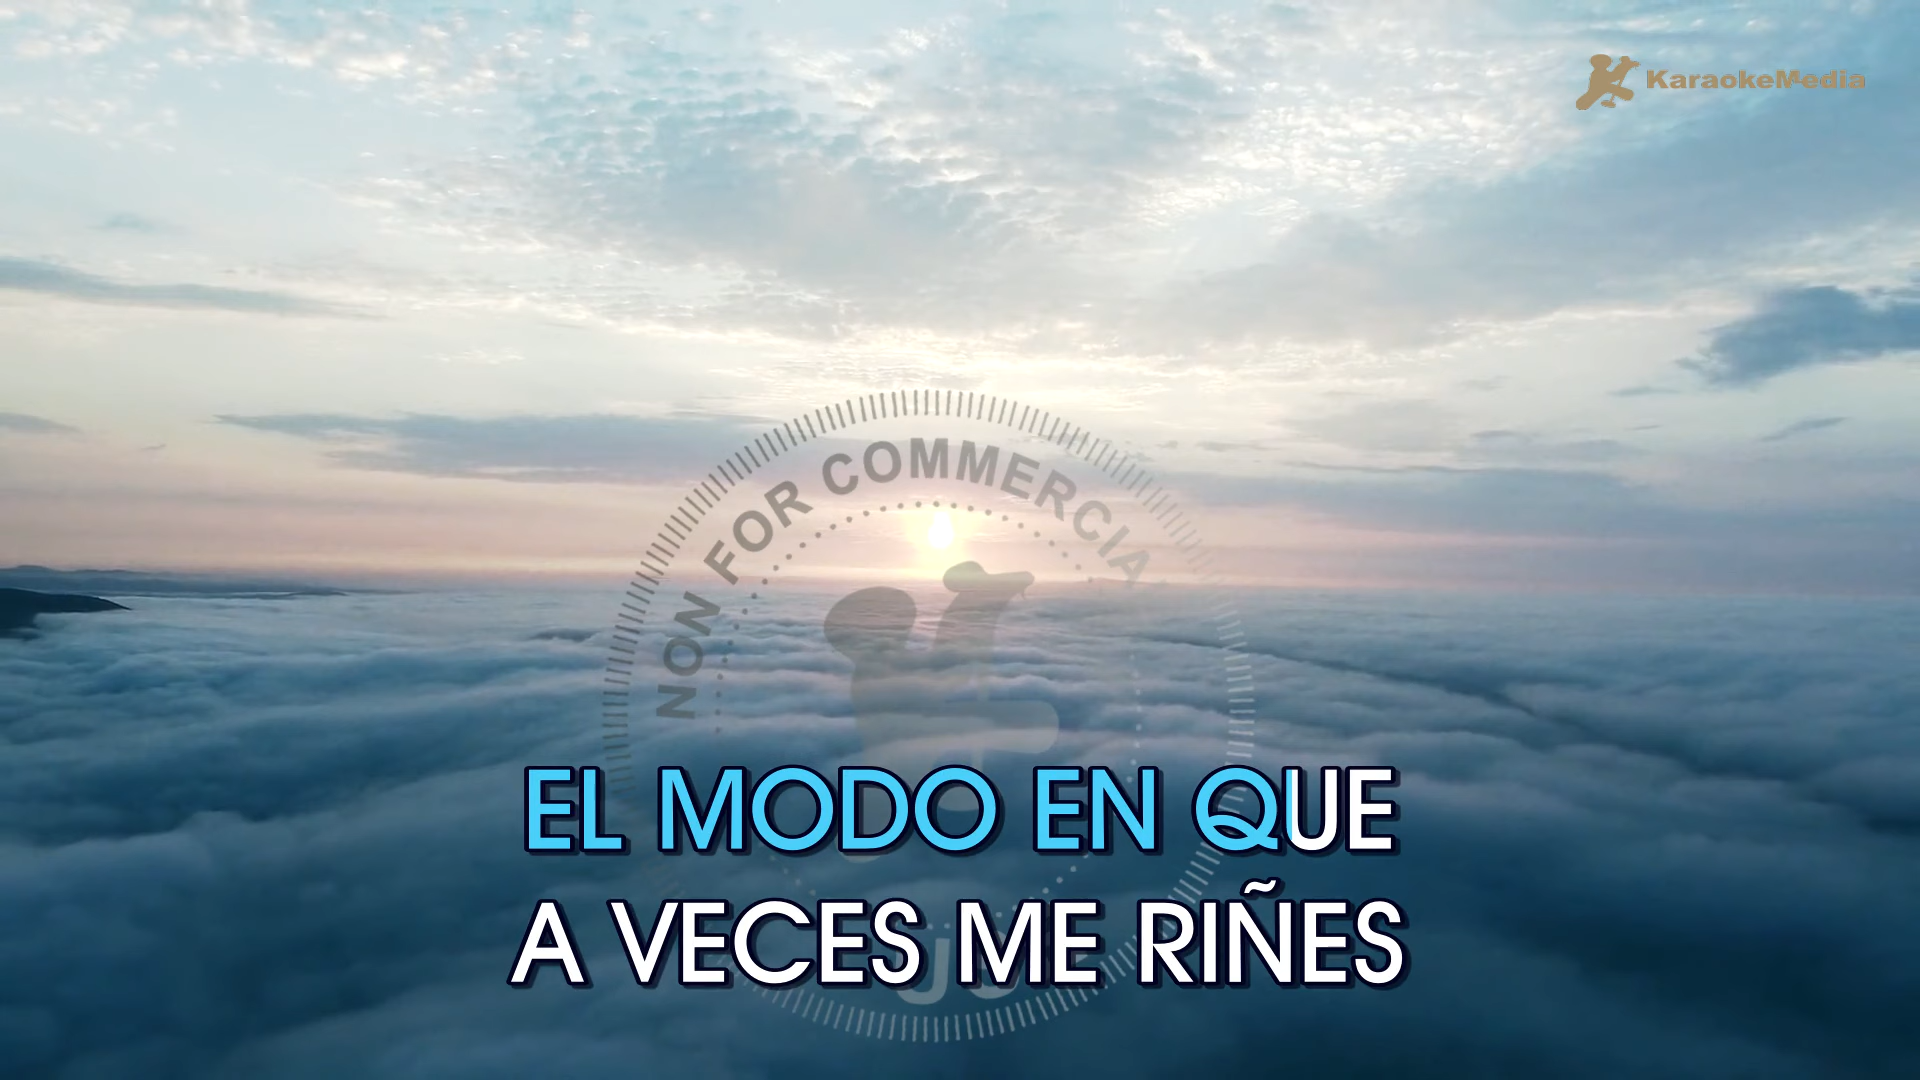 KaraokeMedia
NON FOR COMMERCIA
EL MODO EN QUE
A VECES ME RIÑES